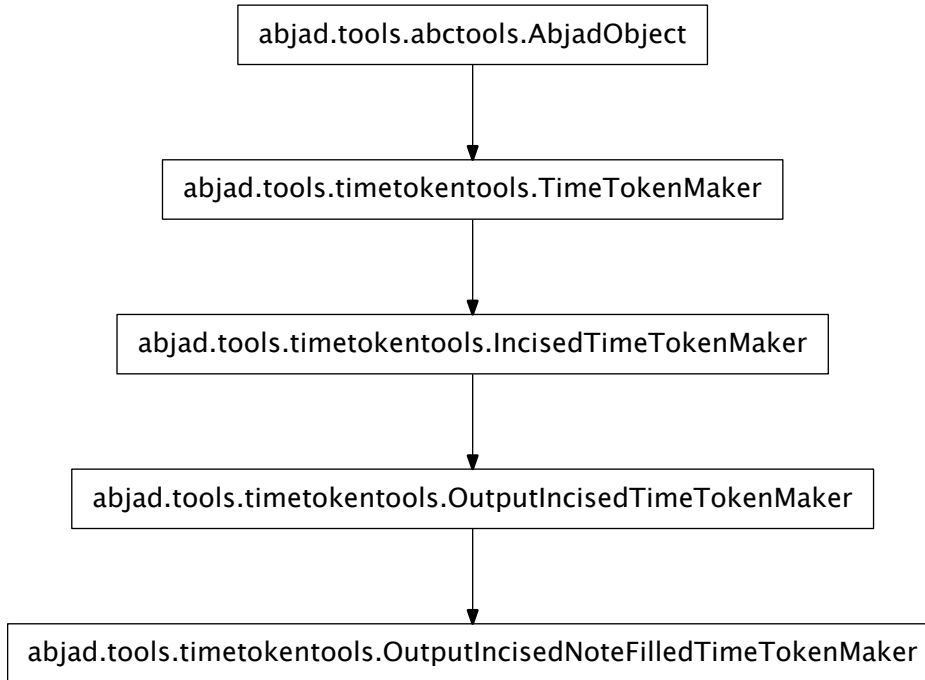 abjad.tools.abctools.AbjadObject
abjad.tools.timetokentools.TimeTokenMaker
abjad.tools.timetokentools.IncisedTimeTokenMaker
abjad.tools.timetokentools.OutputIncisedTimeTokenMaker
abjad.tools.timetokentools.OutputIncisedNoteFilledTimeTokenMaker